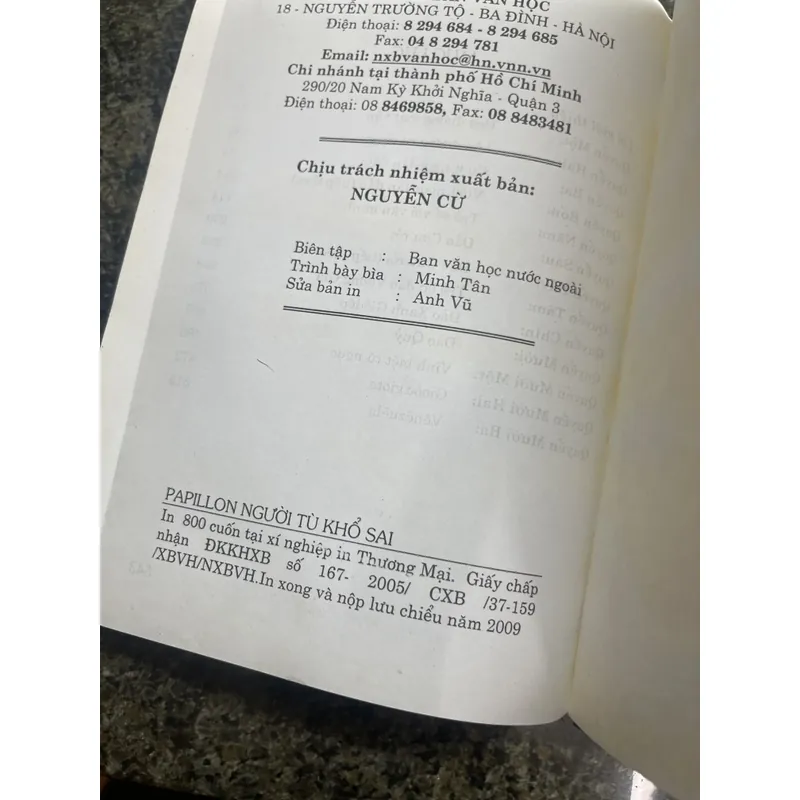 VĂN HỌC
18 - NGUYỄN TRƯỜNG TỘ - BA ĐÌNH - HÀ NỘI
Điện thoại: 8 294 684 - 8 294 685
Fax: 04 8 294 781
Email: nxbvanhoc@hn.vnn.vn
Chi nhánh tại thành phố Hồ Chí Minh
290/20 Nam Kỳ Khởi Nghĩa - Quận 3
Điện thoại: 08 8469858, Fax: 08 8483481
Chịu trách nhiệm xuất bản:
NGUYỄN CỪ
Biên tập : Ban văn học nước ngoài
Trình bày bìa : Minh Tân
Sửa bản in : Anh Vũ
PAPILLON NGƯỜI TÙ KHỔ SAI
In 800 cuốn tại xí nghiệp in Thương Mại. Giấy chấp
nhận ĐKKHXB số 167- 2005/ CXB /37-159
/XBVH/NXBVH.In xong và nộp lưu chiểu năm 2009